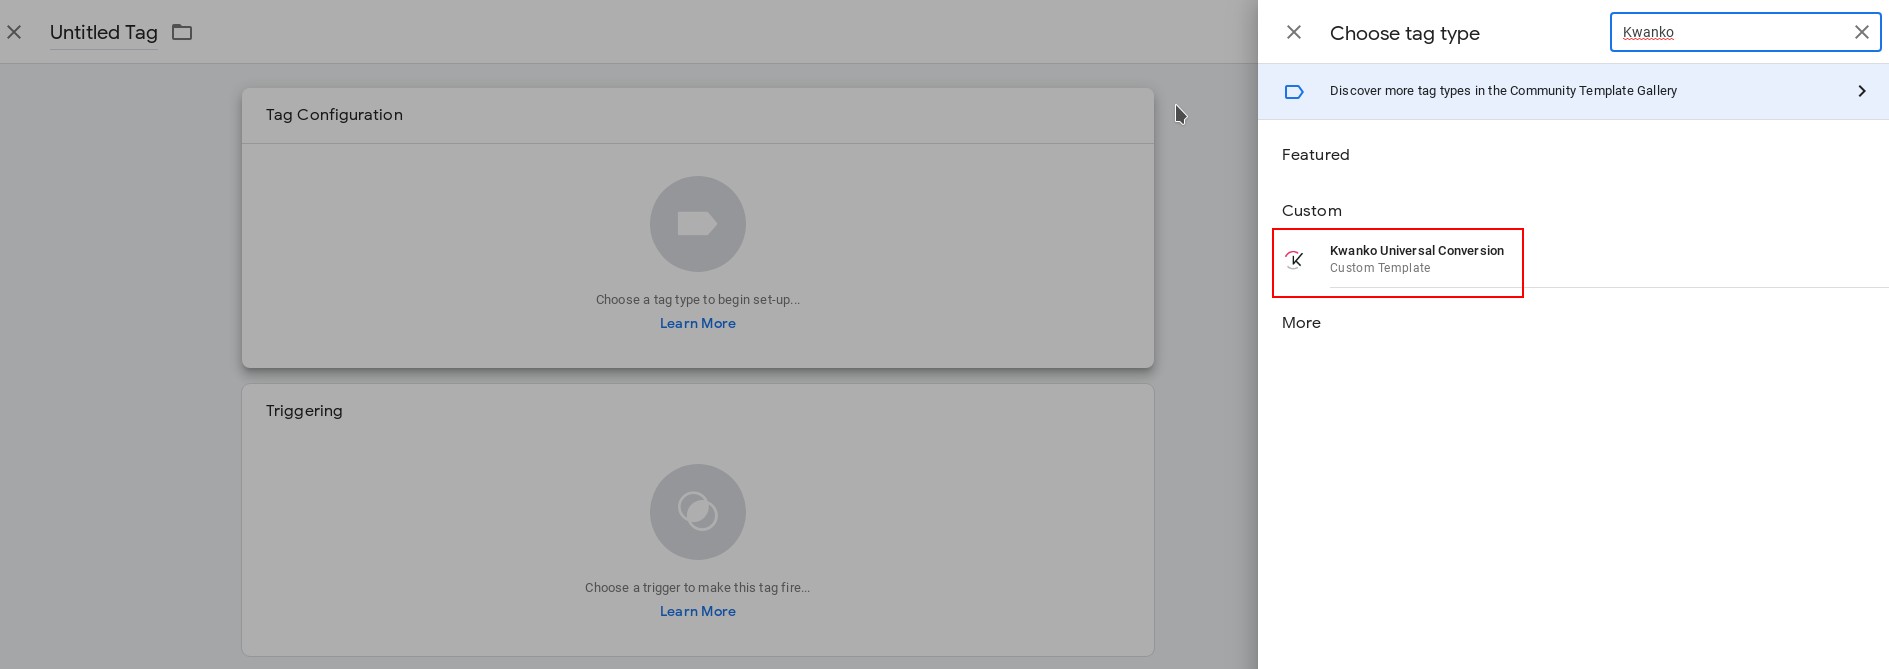 Untitled Tag
Tag Configuration
Choose a tag type to begin set-up...
Learn More
Triggering
Choose a trigger to make this tag fire...
Learn More
Choose tag type
Kwanko
Discover more tag types in the Community Template Gallery
Featured
Custom
Kwanko Universal Conversion
Custom Template
More